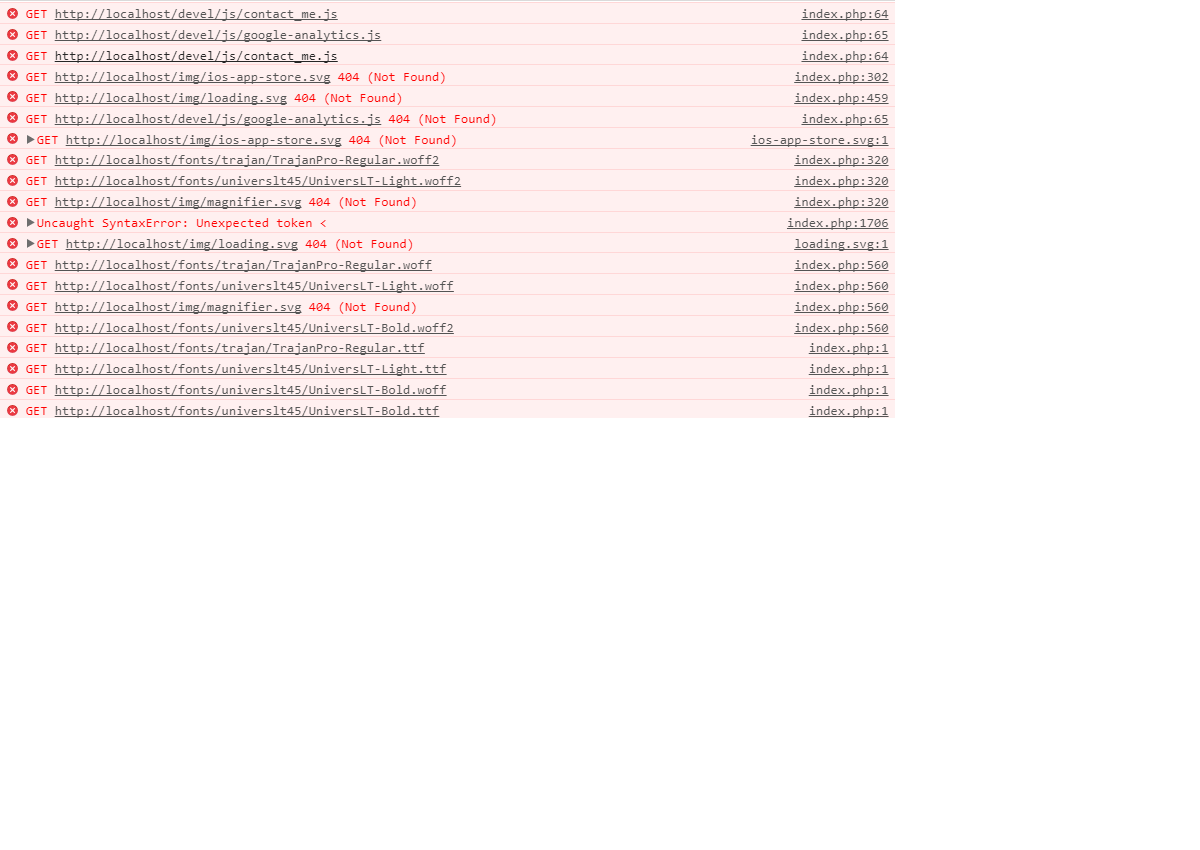 GET http://localhost/devel/js/contact_me.js index.php:64
GET http://localhost/devel/js/google-analytics.js index.php:65
GET http://localhost/devel/js/contact_me.js index.php:64
GET http://localhost/img/ios-app-store.svg 404 (Not Found) index.php:302
GET http://localhost/img/loading.svg 404 (Not Found) index.php:459
GET http://localhost/devel/js/google-analytics.js 404 (Not Found) index.php:65
GET http://localhost/img/ios-app-store.svg 404 (Not Found) ios-app-store.svg:1
GET http://localhost/fonts/trajan/TrajanPro-Regular.woff2 index.php:320
GET http://localhost/fonts/universlt45/UniversLT-Light.woff2 index.php:320
GET http://localhost/img/magnifier.svg 404 (Not Found) index.php:320
Uncaught SyntaxError: Unexpected token < index.php:1706
GET http://localhost/img/loading.svg 404 (Not Found) loading.svg:1
GET http://localhost/fonts/trajan/TrajanPro-Regular.woff index.php:560
GET http://localhost/fonts/universlt45/UniversLT-Light.woff index.php:560
GET http://localhost/img/magnifier.svg 404 (Not Found) index.php:560
GET http://localhost/fonts/universlt45/UniversLT-Bold.woff2 index.php:560
GET http://localhost/fonts/trajan/TrajanPro-Regular.ttf index.php:1
GET http://localhost/fonts/universlt45/UniversLT-Light.ttf index.php:1
GET http://localhost/fonts/universlt45/UniversLT-Bold.woff index.php:1
GET http://localhost/fonts/universlt45/UniversLT-Bold.ttf index.php:1